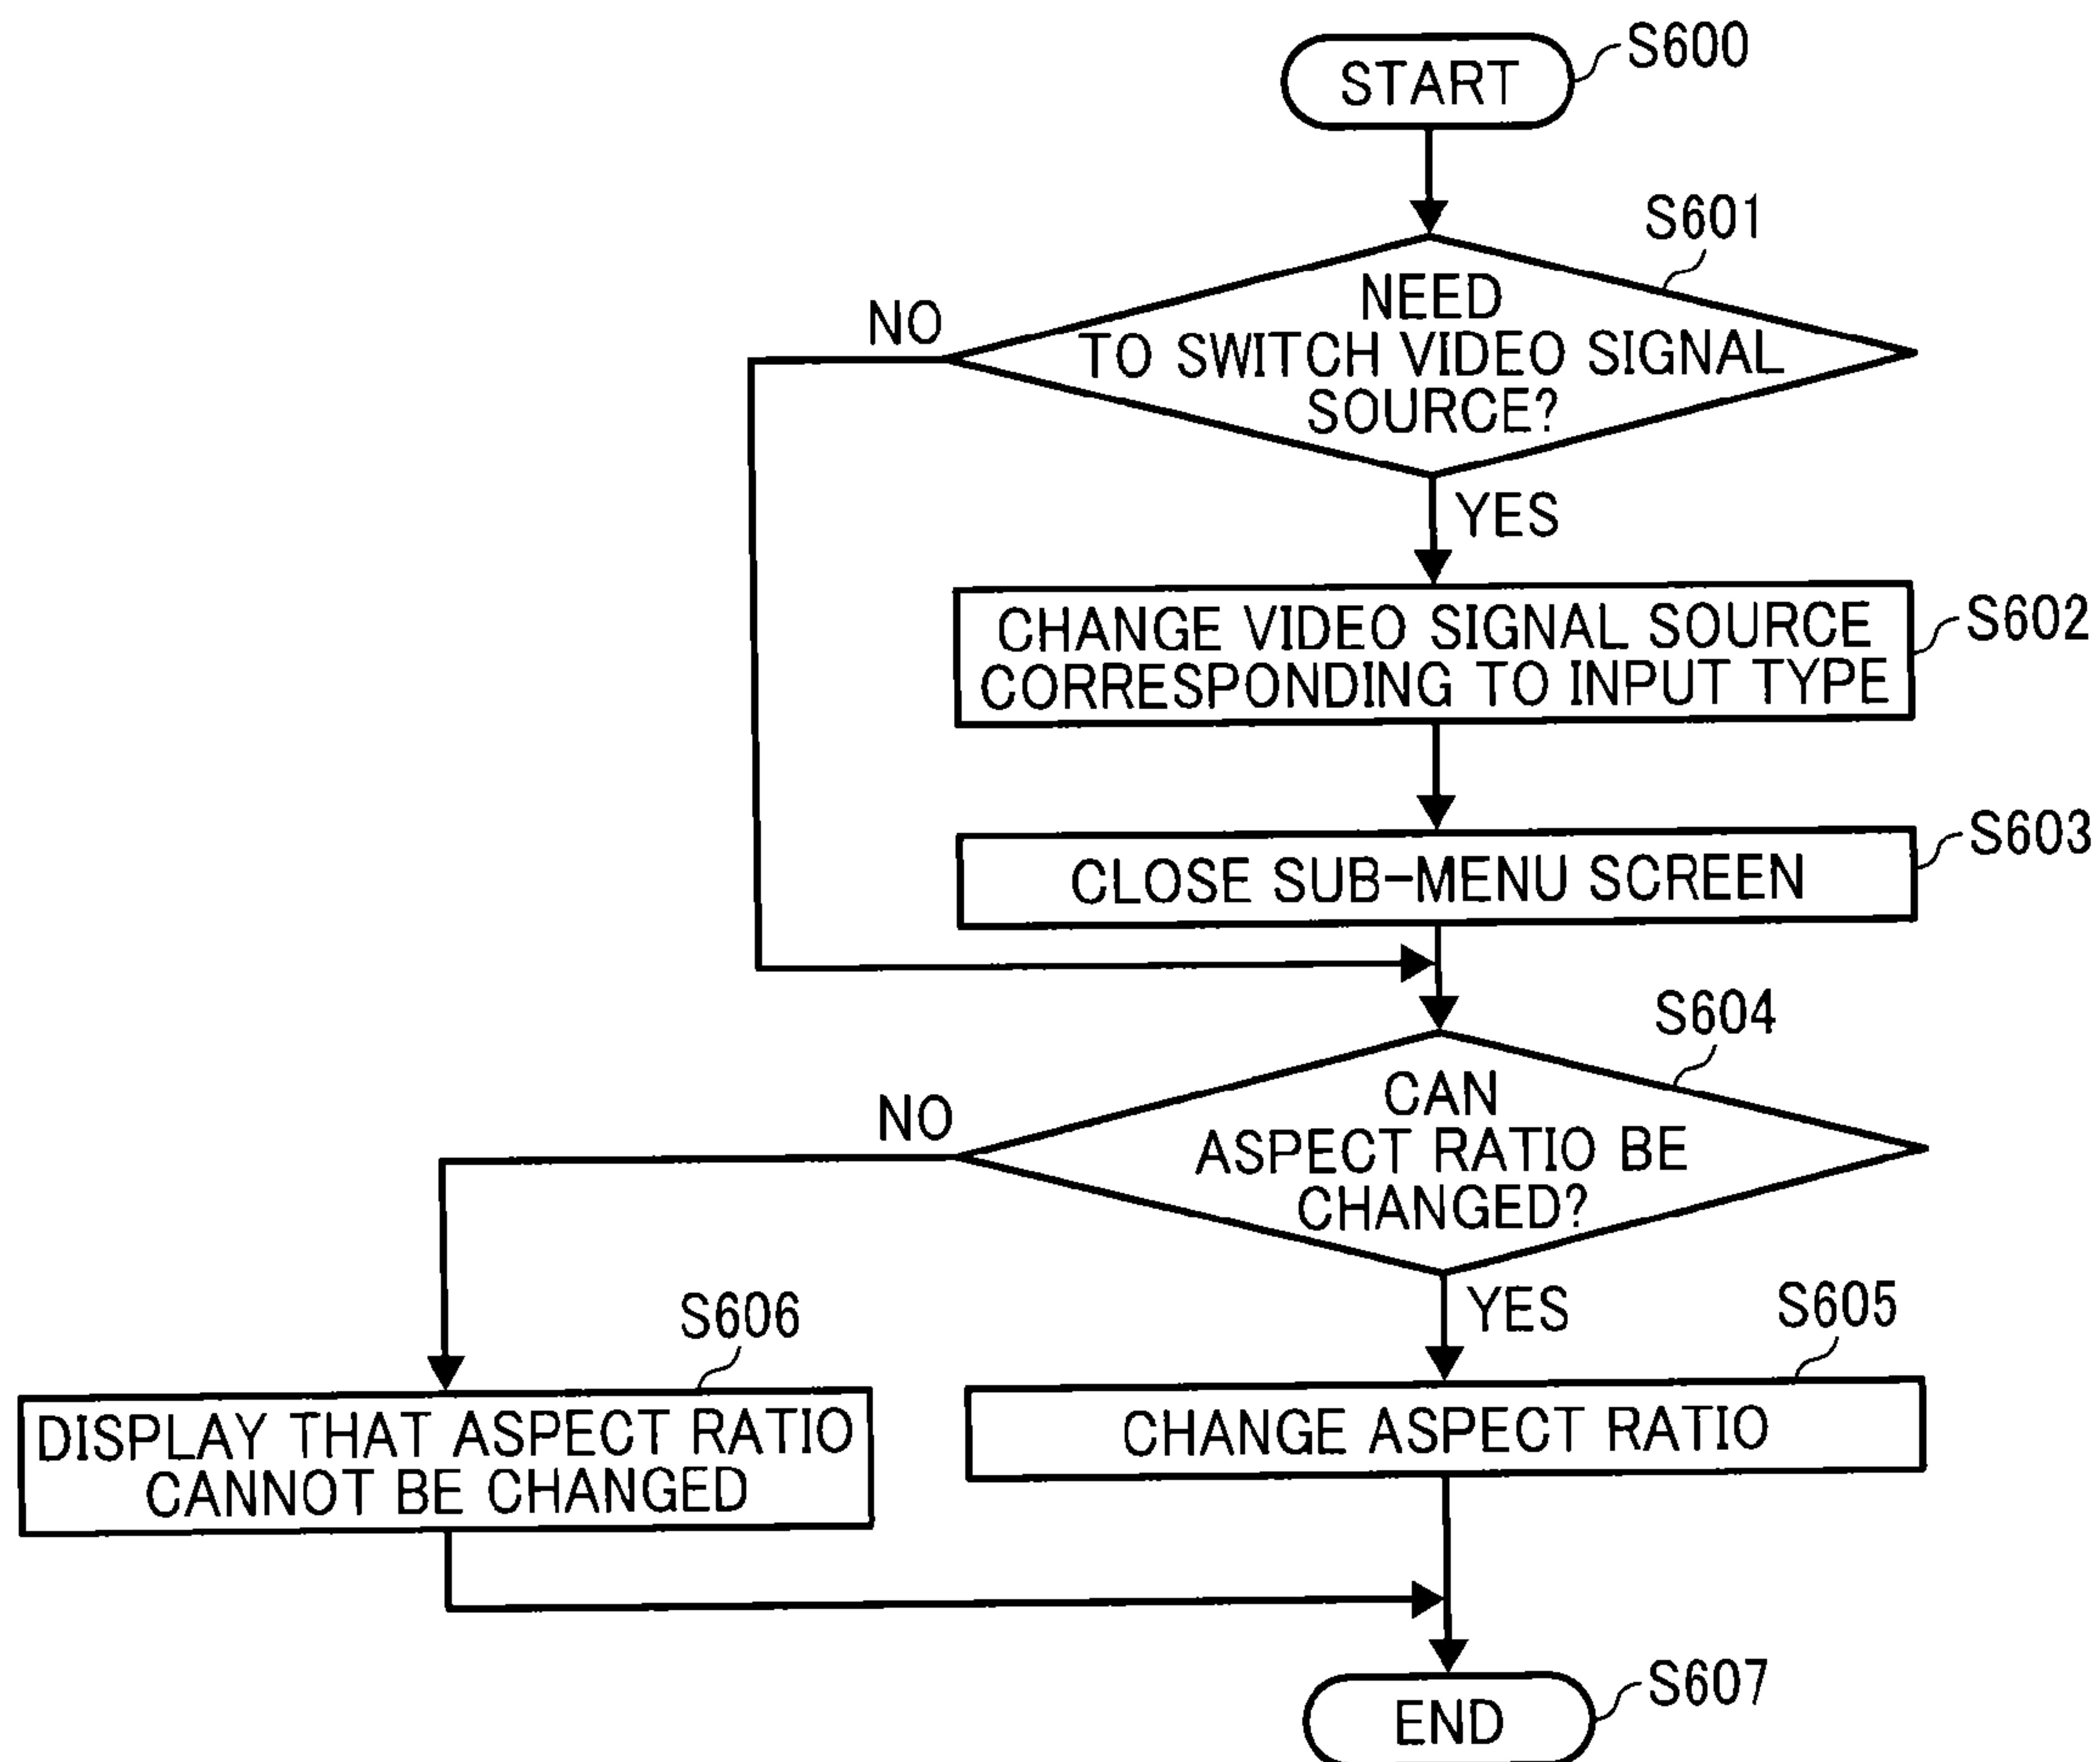 START
S600
S601
NEED
TO SWITCH VIDEO SIGNAL
SOURCE?
NO
YES
CHANGE VIDEO SIGNAL SOURCE
CORRESPONDING TO INPUT TYPE
S602
CLOSE SUB-MENU SCREEN
S603
S604
CAN
ASPECT RATIO BE
CHANGED?
NO
YES
S606
DISPLAY THAT ASPECT RATIO
CANNOT BE CHANGED
S605
CHANGE ASPECT RATIO
END
S607